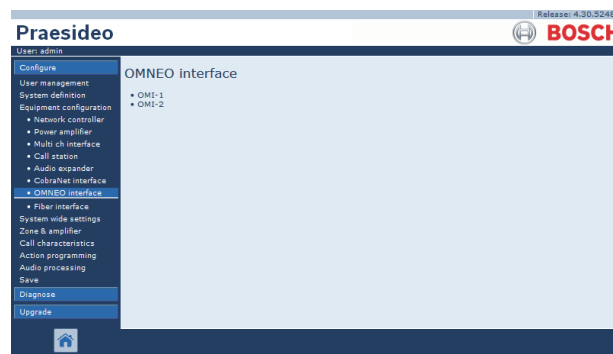 Release: 4.30.5248
Praesideo
BOSCH
User: admin
Configure
User management
System definition
Equipment configuration
• Network controller
• Power amplifier
• Multi ch interface
• Call station
• Audio expander
• CobraNet interface
• OMNEO interface
• Fiber interface
System wide settings
Zone & amplifier
Call characteristics
Action programming
Audio processing
Save
Diagnose
Upgrade
OMNEO interface
• OMI-1
• OMI-2